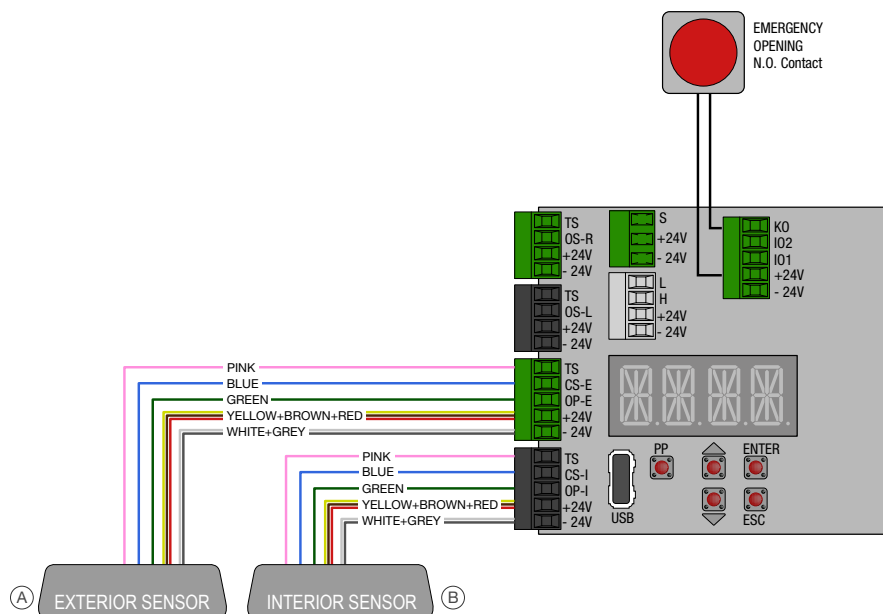 EMERGENCY
OPENING
N.O. Contact
TS
OS-R
+24V
- 24V
S
+24V
- 24V
KO
IO2
IO1
+24V
- 24V
TS
OS-L
+24V
- 24V
L
H
+24V
- 24V
PINK
BLUE
GREEN
YELLOW+BROWN+RED
WHITE+GREY
TS
CS-E
OP-E
+24V
- 24V
PINK
BLUE
GREEN
YELLOW+BROWN+RED
WHITE+GREY
TS
CS-I
OP-I
+24V
- 24V
USB
PP
ENTER
ESC
A
EXTERIOR SENSOR
INTERIOR SENSOR
B